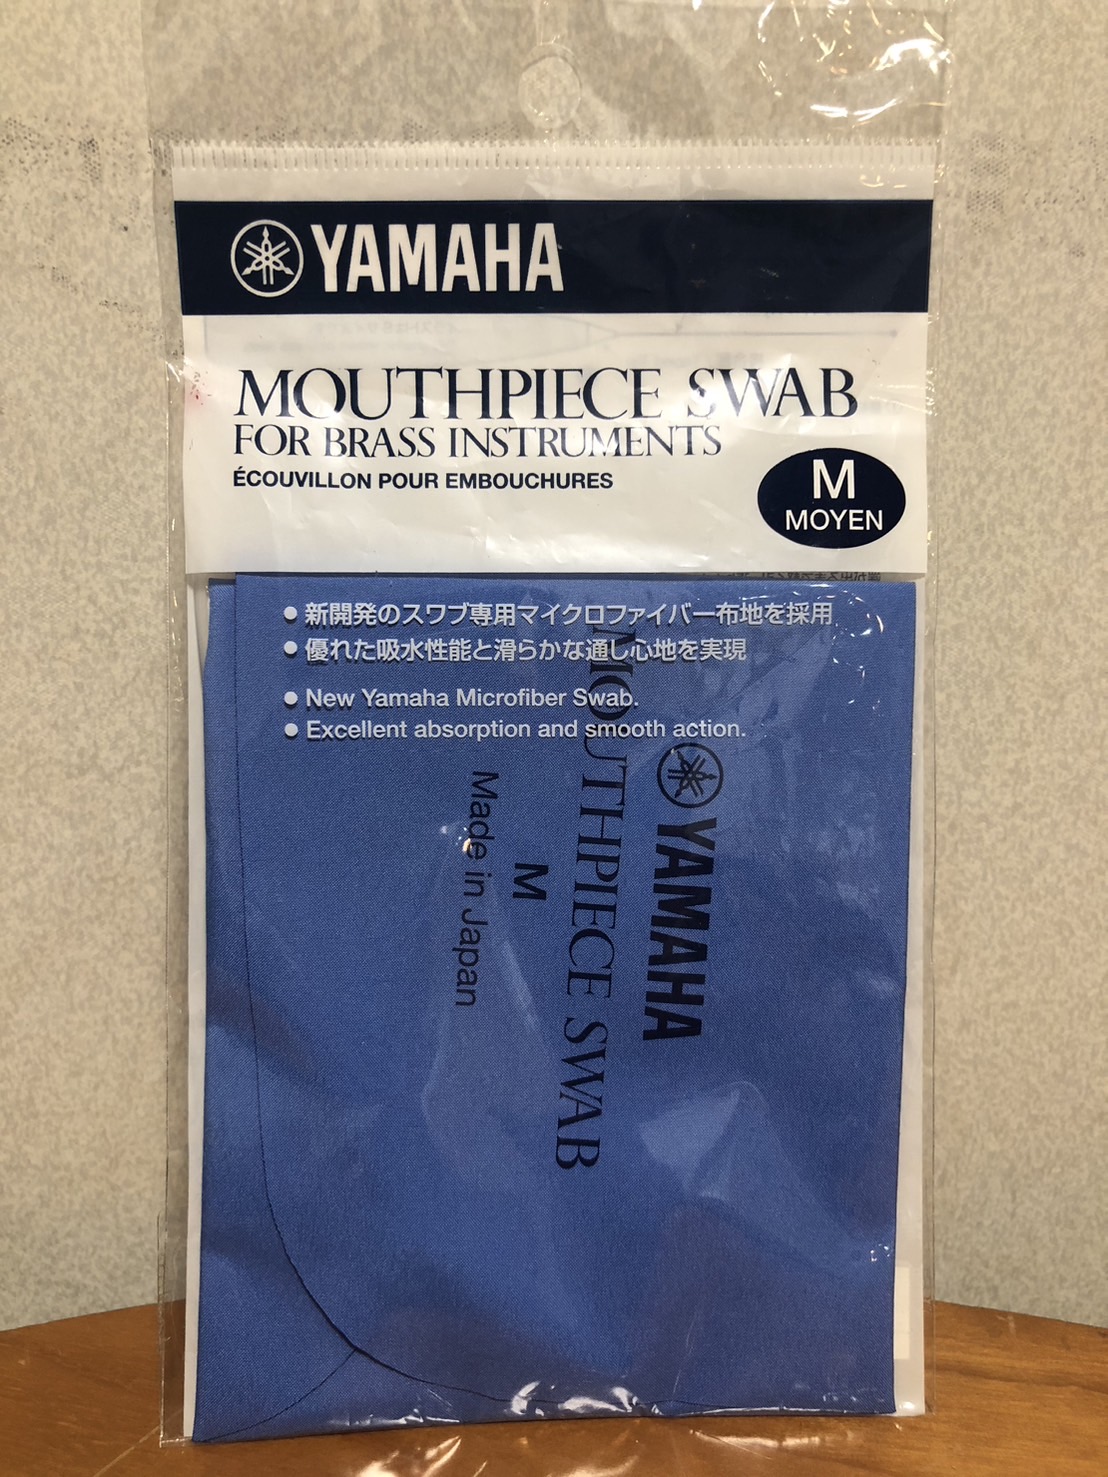 YAMAHA
MOUTHPIECE SWAB
FOR BRASS INSTRUMENTS
ÉCOUVILLON POUR EMBOUCHURES
M
MOYEN
● 新開発のスワブ専用マイクロファイバー布地を採用
● 優れた吸水性能と滑らかな通し心地を実現
● New Yamaha Microfiber Swab.
● Excellent absorption and smooth action.
YAMAHA
MOUTHPIECE SWAB
M
Made in Japan